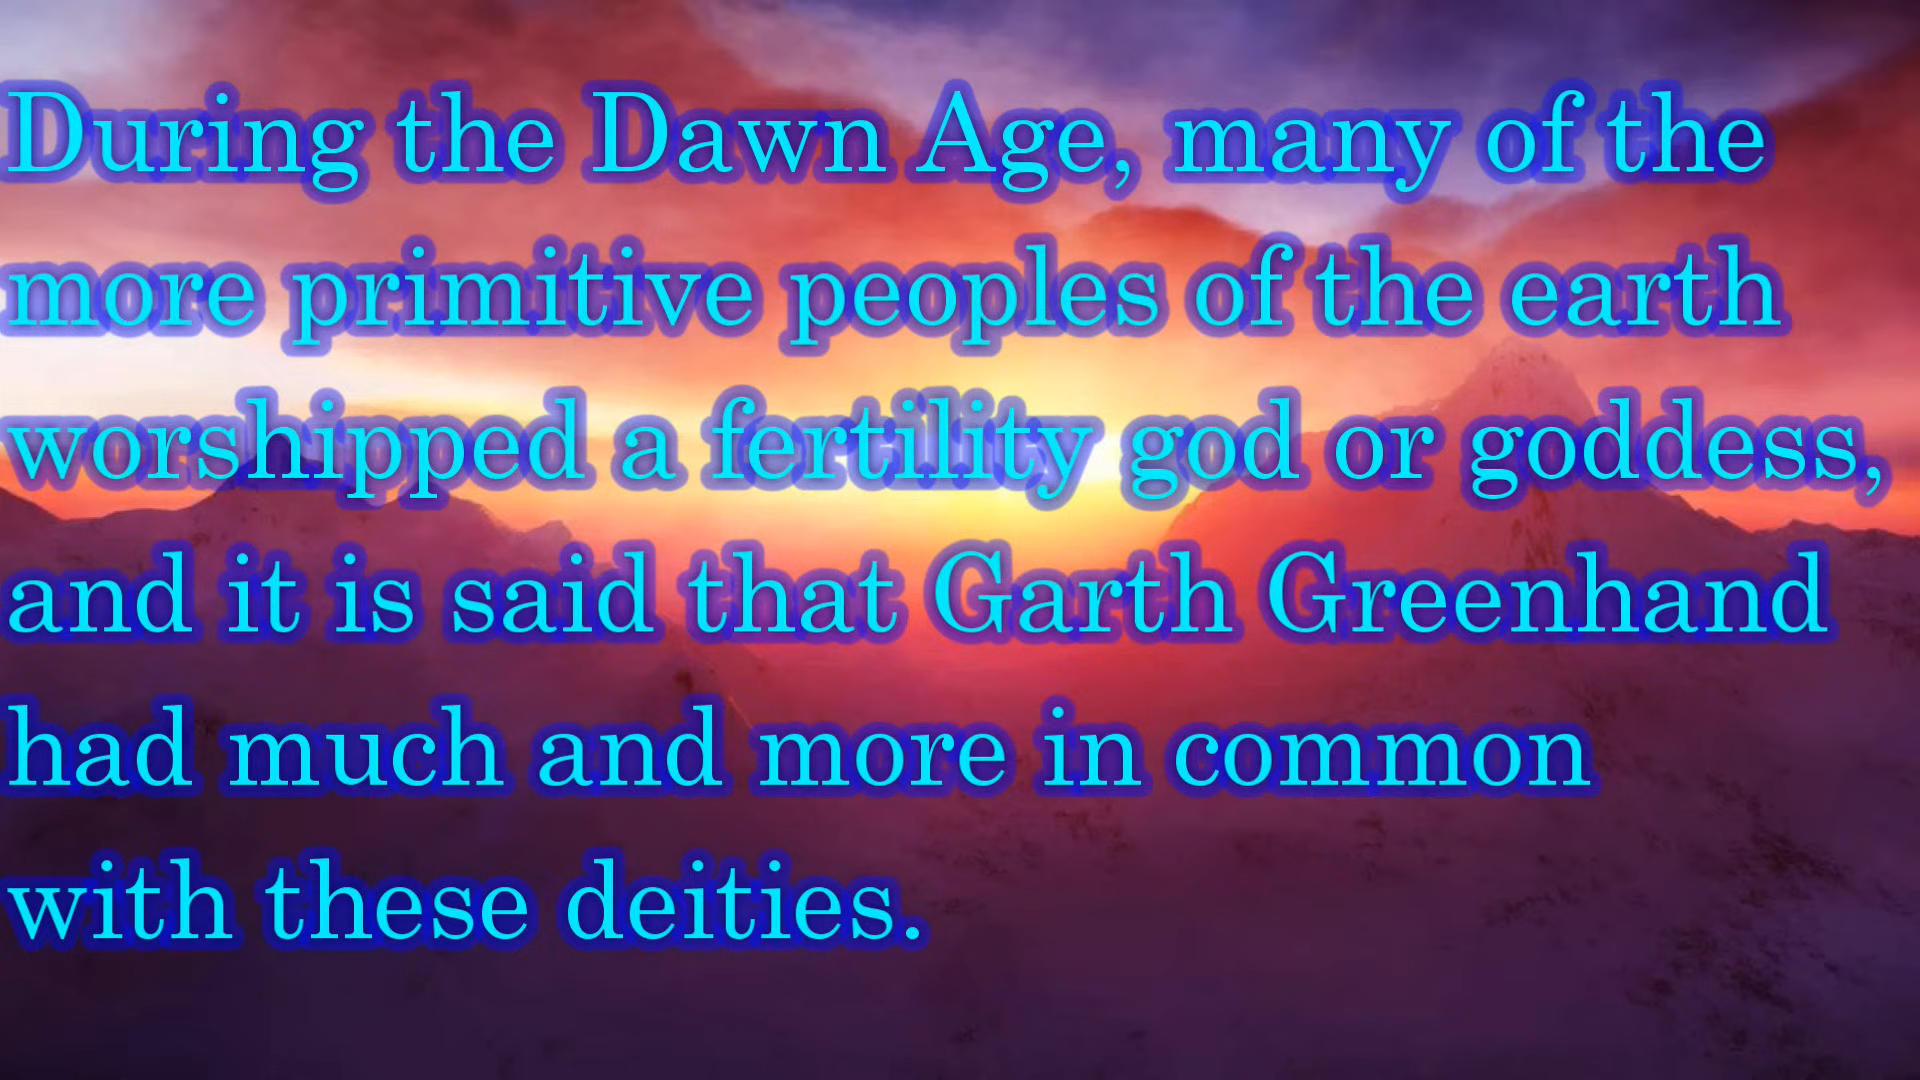 During the Dawn Age, many of the
more primitive peoples of the earth
worshipped a fertility god or goddess,
and it is said that Garth Greenhand
had much and more in common
with these deities.